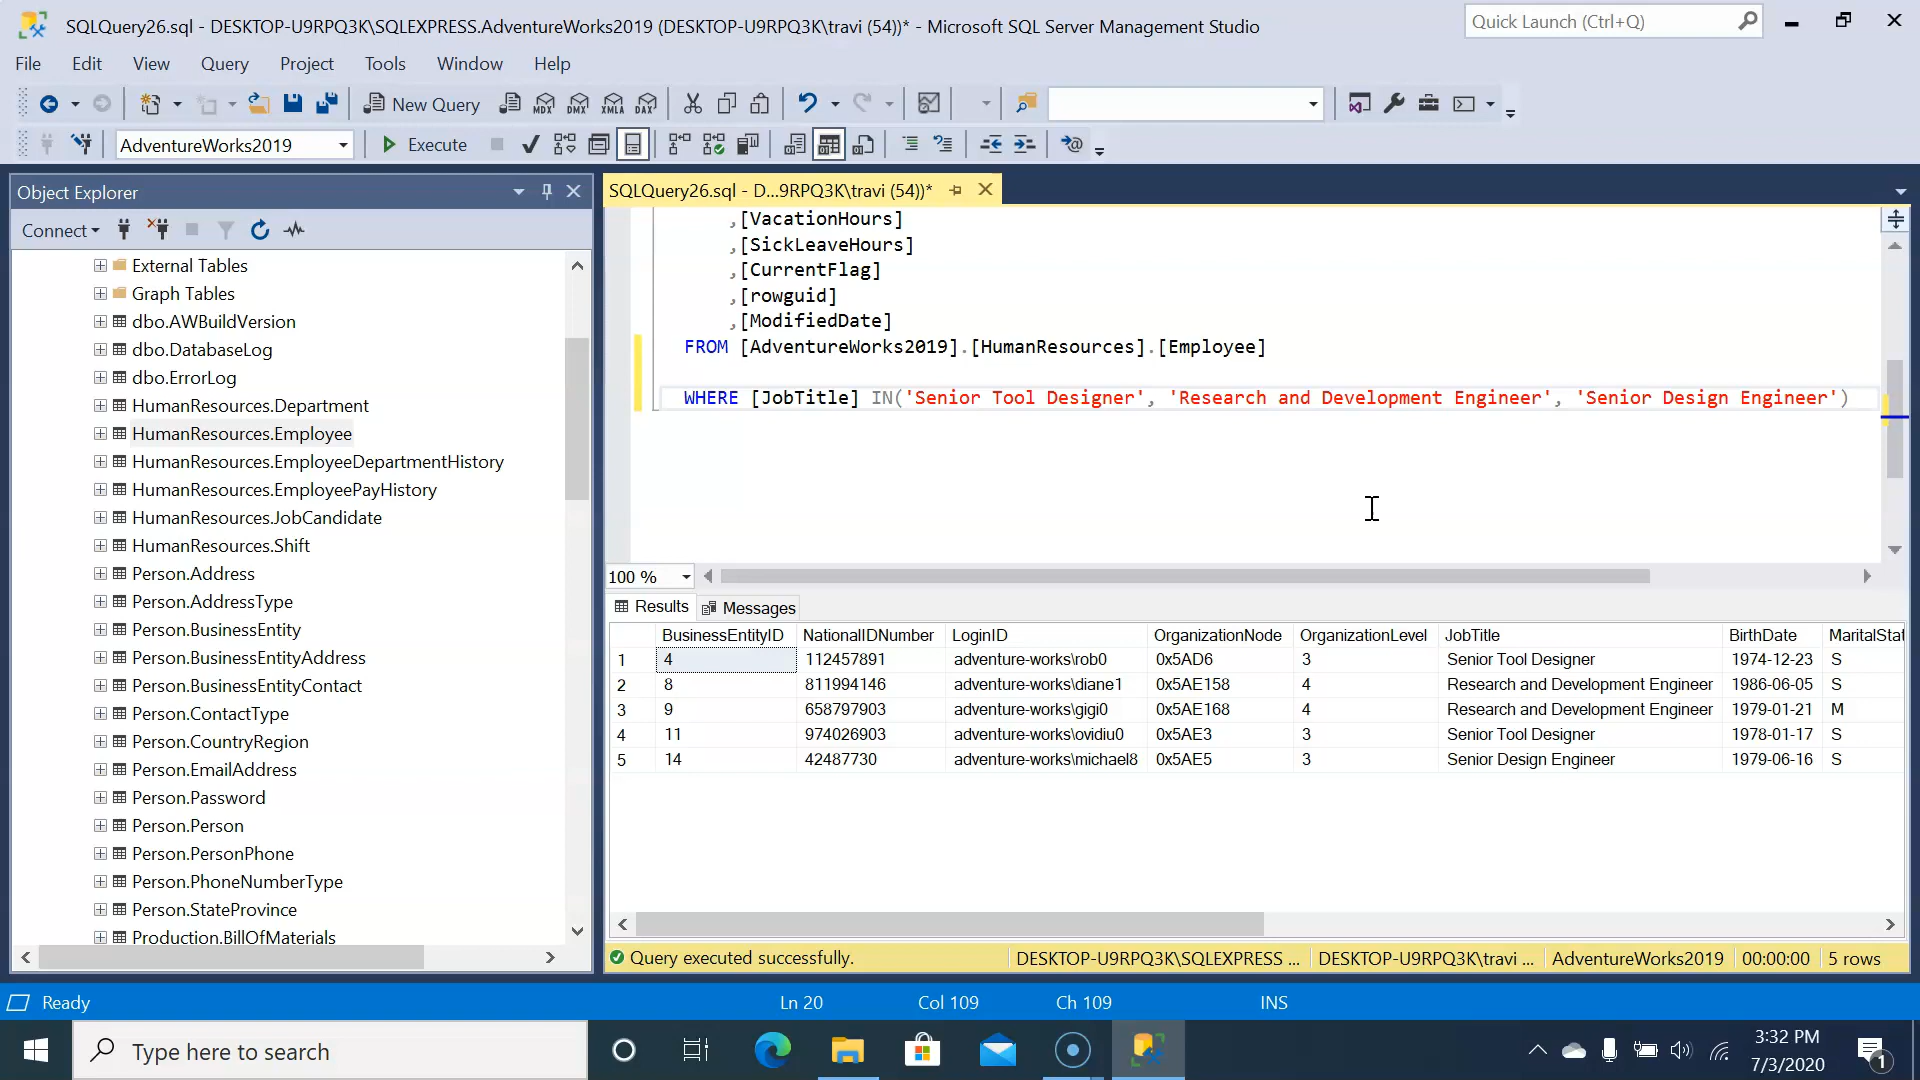 SQLQuery26.sql - DESKTOP-U9RPQ3K\SQLEXPRESS.AdventureWorks2019 (DESKTOP-U9RPQ3K\travi (54))* - Microsoft SQL Server Management Studio
Quick Launch (Ctrl+Q)
File Edit View Query Project Tools Window Help
New Query MDX DMX XMLA DAX
AdventureWorks2019 Execute
Object Explorer
SQLQuery26.sql - D...9RPQ3K\travi (54))*
Connect
External Tables
Graph Tables
dbo.AWBuildVersion
dbo.DatabaseLog
dbo.ErrorLog
HumanResources.Department
HumanResources.Employee
HumanResources.EmployeeDepartmentHistory
HumanResources.EmployeePayHistory
HumanResources.JobCandidate
HumanResources.Shift
Person.Address
Person.AddressType
Person.BusinessEntity
Person.BusinessEntityAddress
Person.BusinessEntityContact
Person.ContactType
Person.CountryRegion
Person.EmailAddress
Person.Password
Person.Person
Person.PersonPhone
Person.PhoneNumberType
Person.StateProvince
Production.BillOfMaterials
,[VacationHours]
,[SickLeaveHours]
,[CurrentFlag]
,[rowguid]
,[ModifiedDate]
FROM [AdventureWorks2019].[HumanResources].[Employee]
WHERE [JobTitle] IN('Senior Tool Designer', 'Research and Development Engineer', 'Senior Design Engineer')
100 %
Results Messages
BusinessEntityID NationalIDNumber LoginID OrganizationNode OrganizationLevel JobTitle BirthDate MaritalStat
1 4 112457891 adventure-works\rob0 0x5AD6 3 Senior Tool Designer 1974-12-23 S
2 8 811994146 adventure-works\diane1 0x5AE158 4 Research and Development Engineer 1986-06-05 S
3 9 658797903 adventure-works\gigi0 0x5AE168 4 Research and Development Engineer 1979-01-21 M
4 11 974026903 adventure-works\ovidiu0 0x5AE3 3 Senior Tool Designer 1978-01-17 S
5 14 42487730 adventure-works\michael8 0x5AE5 3 Senior Design Engineer 1979-06-16 S
Query executed successfully. DESKTOP-U9RPQ3K\SQLEXPRESS ... DESKTOP-U9RPQ3K\travi ... AdventureWorks2019 00:00:00 5 rows
Ready Ln 20 Col 109 Ch 109 INS
Type here to search
3:32 PM
7/3/2020
1